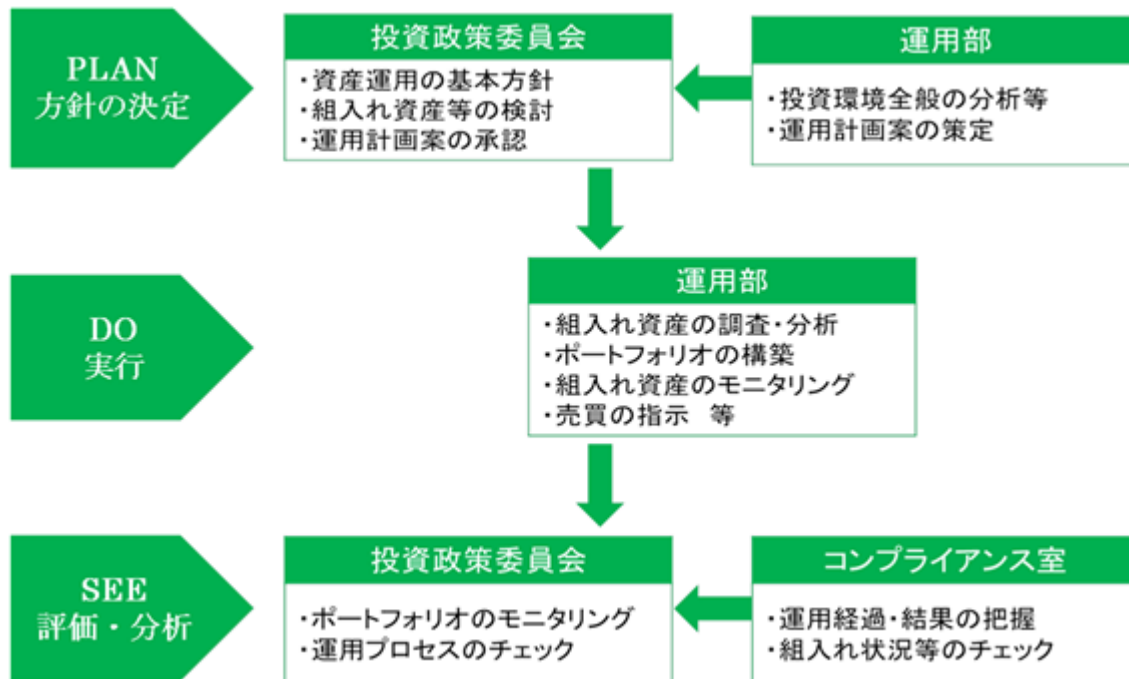 PLAN
方針の決定
投資政策委員会
・資産運用の基本方針
・組入れ資産等の検討
・運用計画案の承認
運用部
・投資環境全般の分析等
・運用計画案の策定
DO
実行
運用部
・組入れ資産の調査・分析
・ポートフォリオの構築
・組入れ資産のモニタリング
・売買の指示　等
SEE
評価・分析
投資政策委員会
・ポートフォリオのモニタリング
・運用プロセスのチェック
コンプライアンス室
・運用経過・結果の把握
・組入れ状況等のチェック